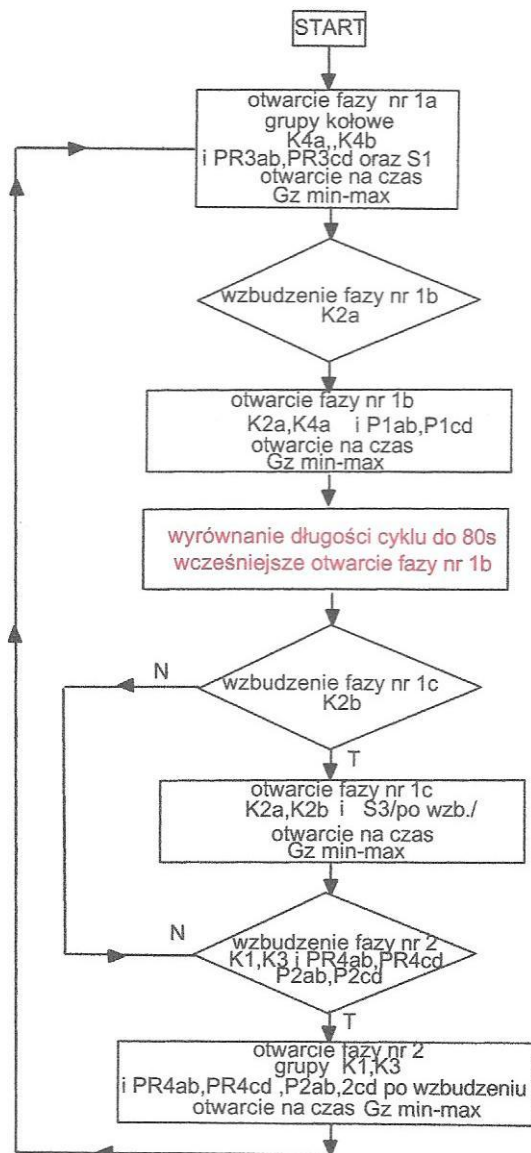 START
otwarcie fazy nr 1a
grupy kołowe
K4a,,K4b
i PR3ab,PR3cd oraz S1
otwarcie na czas
Gz min-max
wzbudzenie fazy nr 1b
K2a
otwarcie fazy nr 1b
K2a,K4a i P1ab,P1cd
otwarcie na czas
Gz min-max
wyrównanie długości cyklu do 80s
wcześniejsze otwarcie fazy nr 1b
N
wzbudzenie fazy nr 1c
K2b
T
otwarcie fazy nr 1c
K2a,K2b i S3/po wzb./
otwarcie na czas
Gz min-max
N
wzbudzenie fazy nr 2
K1,K3 i PR4ab,PR4cd
P2ab,P2cd
T
otwarcie fazy nr 2
grupy K1,K3
i PR4ab,PR4cd ,P2ab,2cd po wzbudzeniu
otwarcie na czas Gz min-max